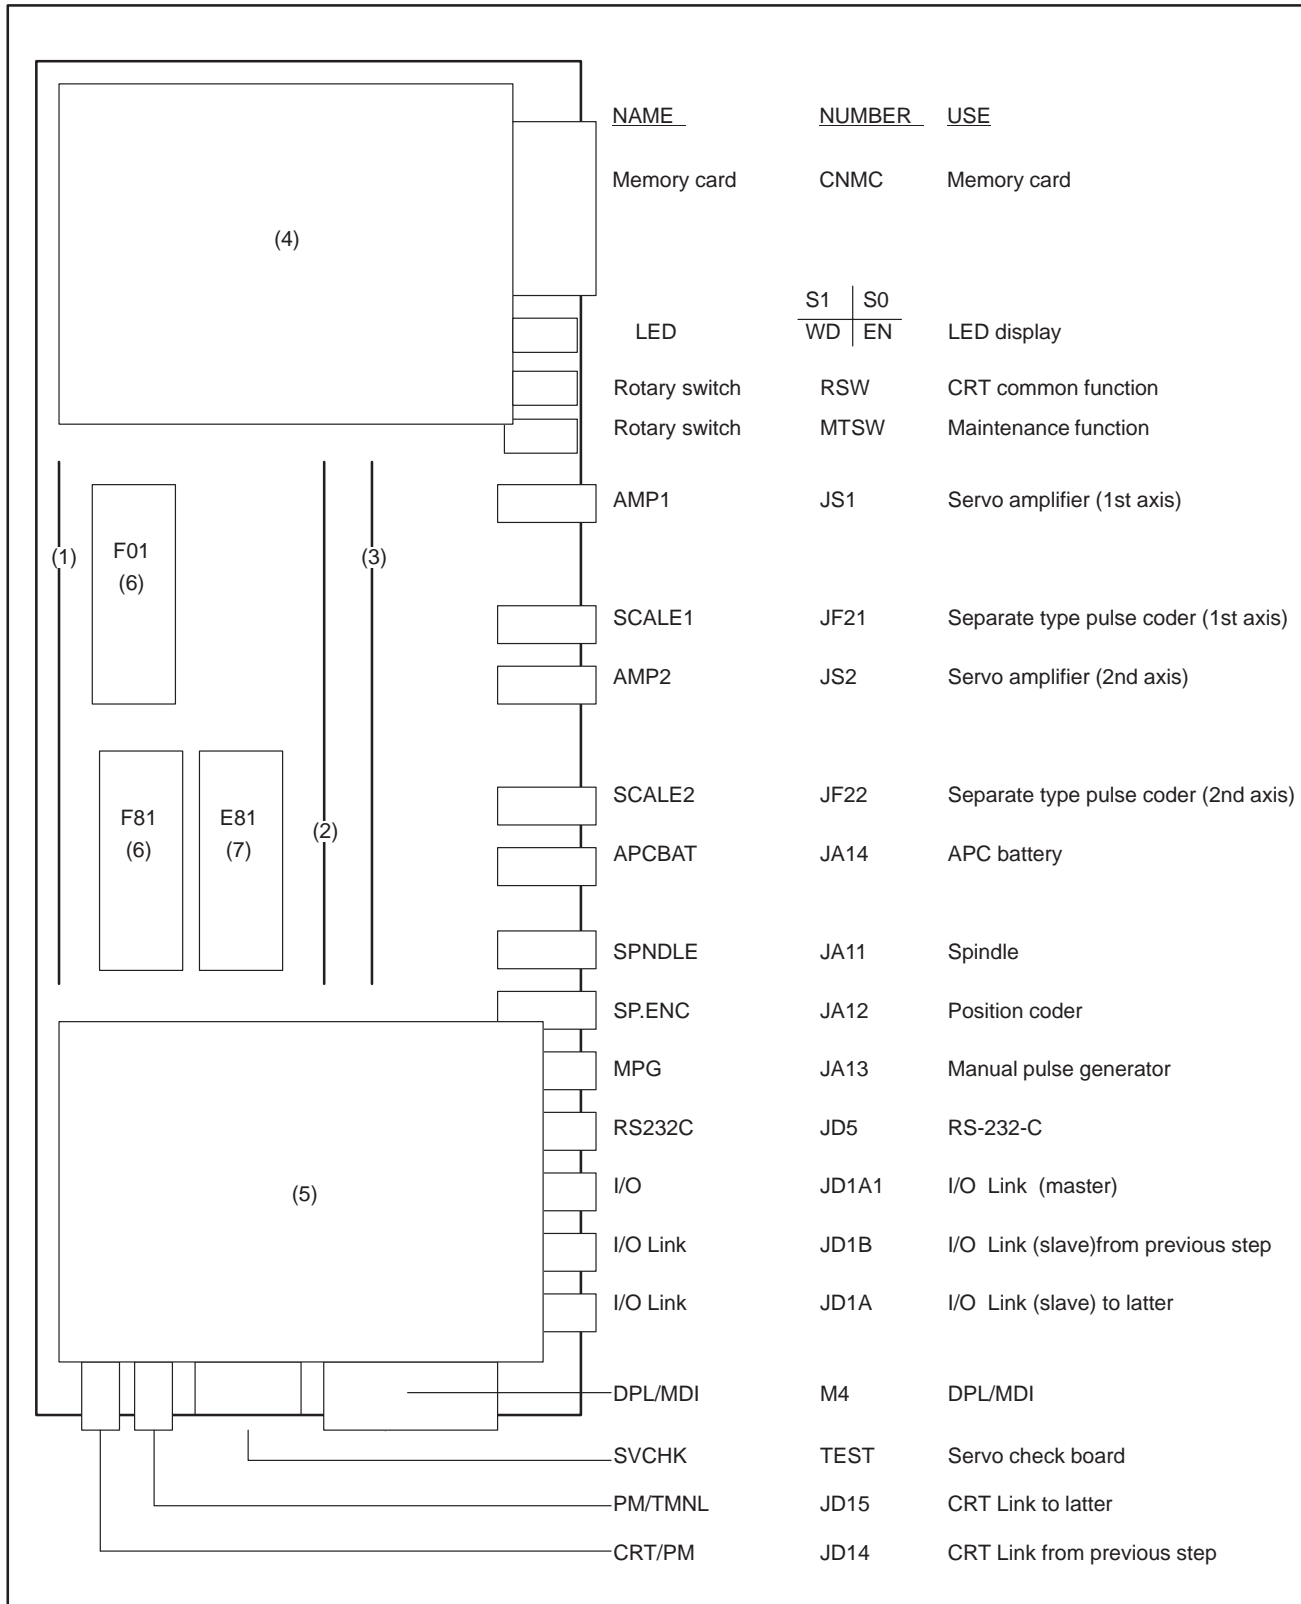 NAME NUMBER USE
Memory card CNMC Memory card
(4)
S1 S0
LED WD EN LED display
Rotary switch RSW CRT common function
Rotary switch MTSW Maintenance function
AMP1 JS1 Servo amplifier (1st axis)
(1) F01 (3)
(6)
SCALE1 JF21 Separate type pulse coder (1st axis)
AMP2 JS2 Servo amplifier (2nd axis)
SCALE2 JF22 Separate type pulse coder (2nd axis)
F81 E81 (2)
(6) (7)
APCBAT JA14 APC battery
SPNDLE JA11 Spindle
SP.ENC JA12 Position coder
MPG JA13 Manual pulse generator
RS232C JD5 RS-232-C
(5)
I/O JD1A1 I/O Link (master)
I/O Link JD1B I/O Link (slave)from previous step
I/O Link JD1A I/O Link (slave) to latter
DPL/MDI M4 DPL/MDI
SVCHK TEST Servo check board
PM/TMNL JD15 CRT Link to latter
CRT/PM JD14 CRT Link from previous step